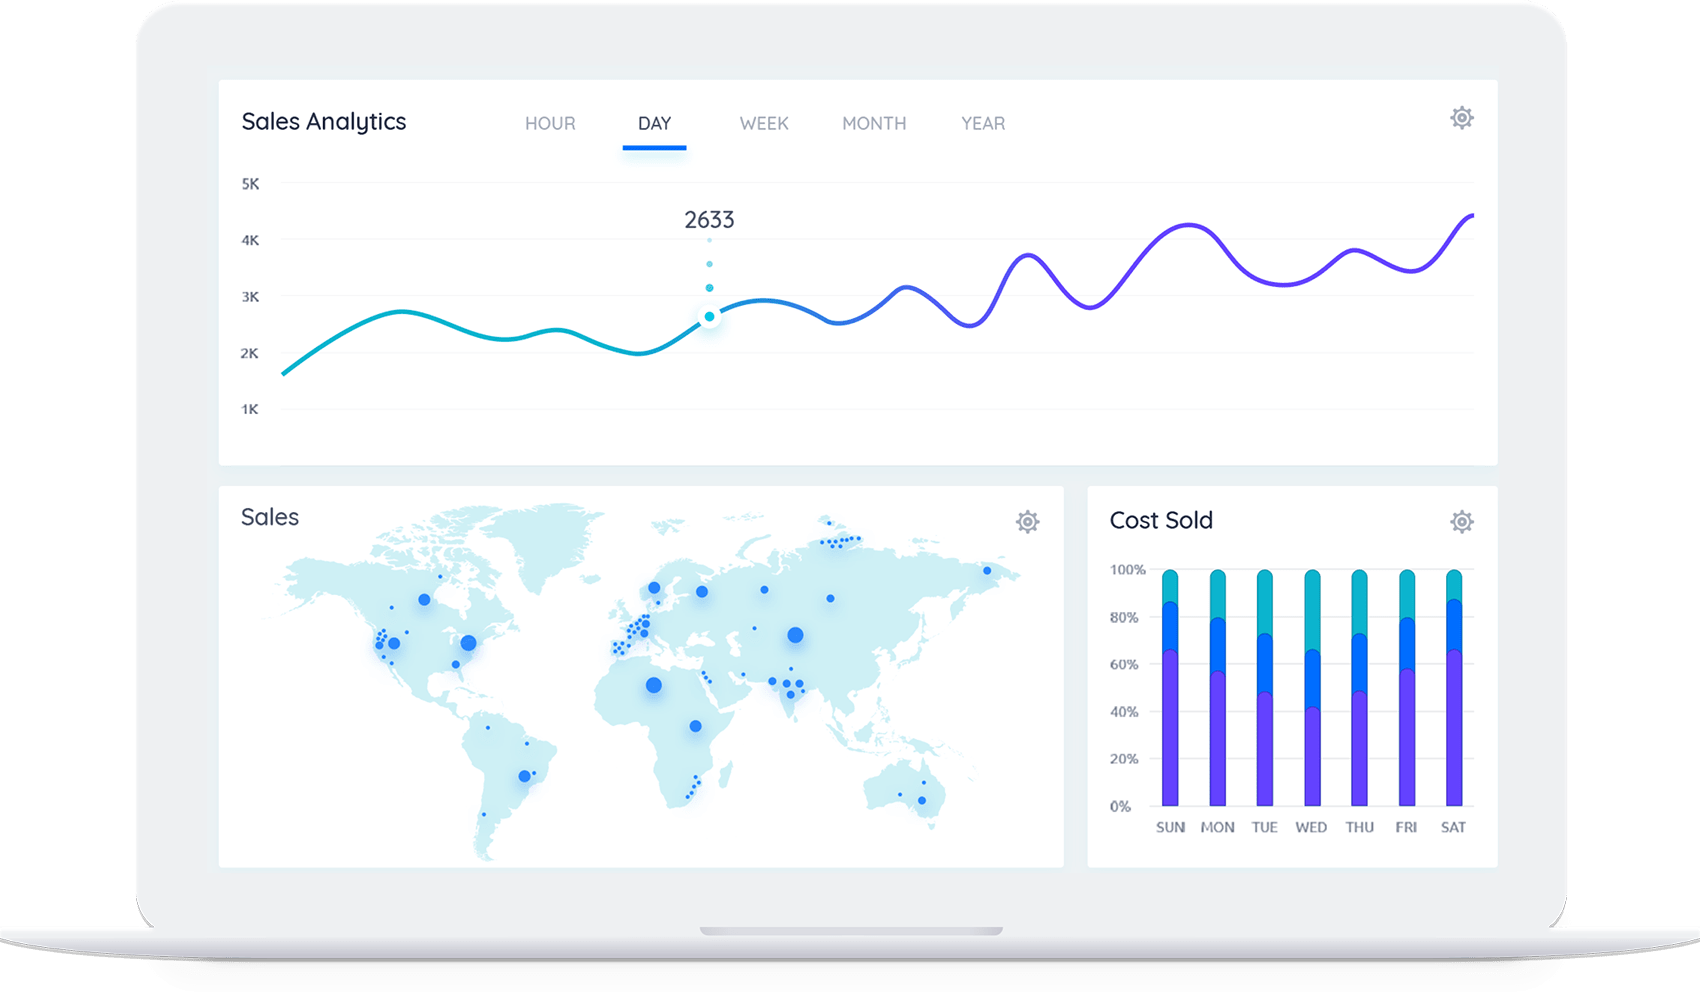 Sales Analytics
HOUR DAY WEEK MONTH YEAR
5K
2633
4K
3K
2K
1K
Sales
Cost Sold
100%
80%
60%
40%
20%
0%
SUN MON TUE WED THU FRI SAT